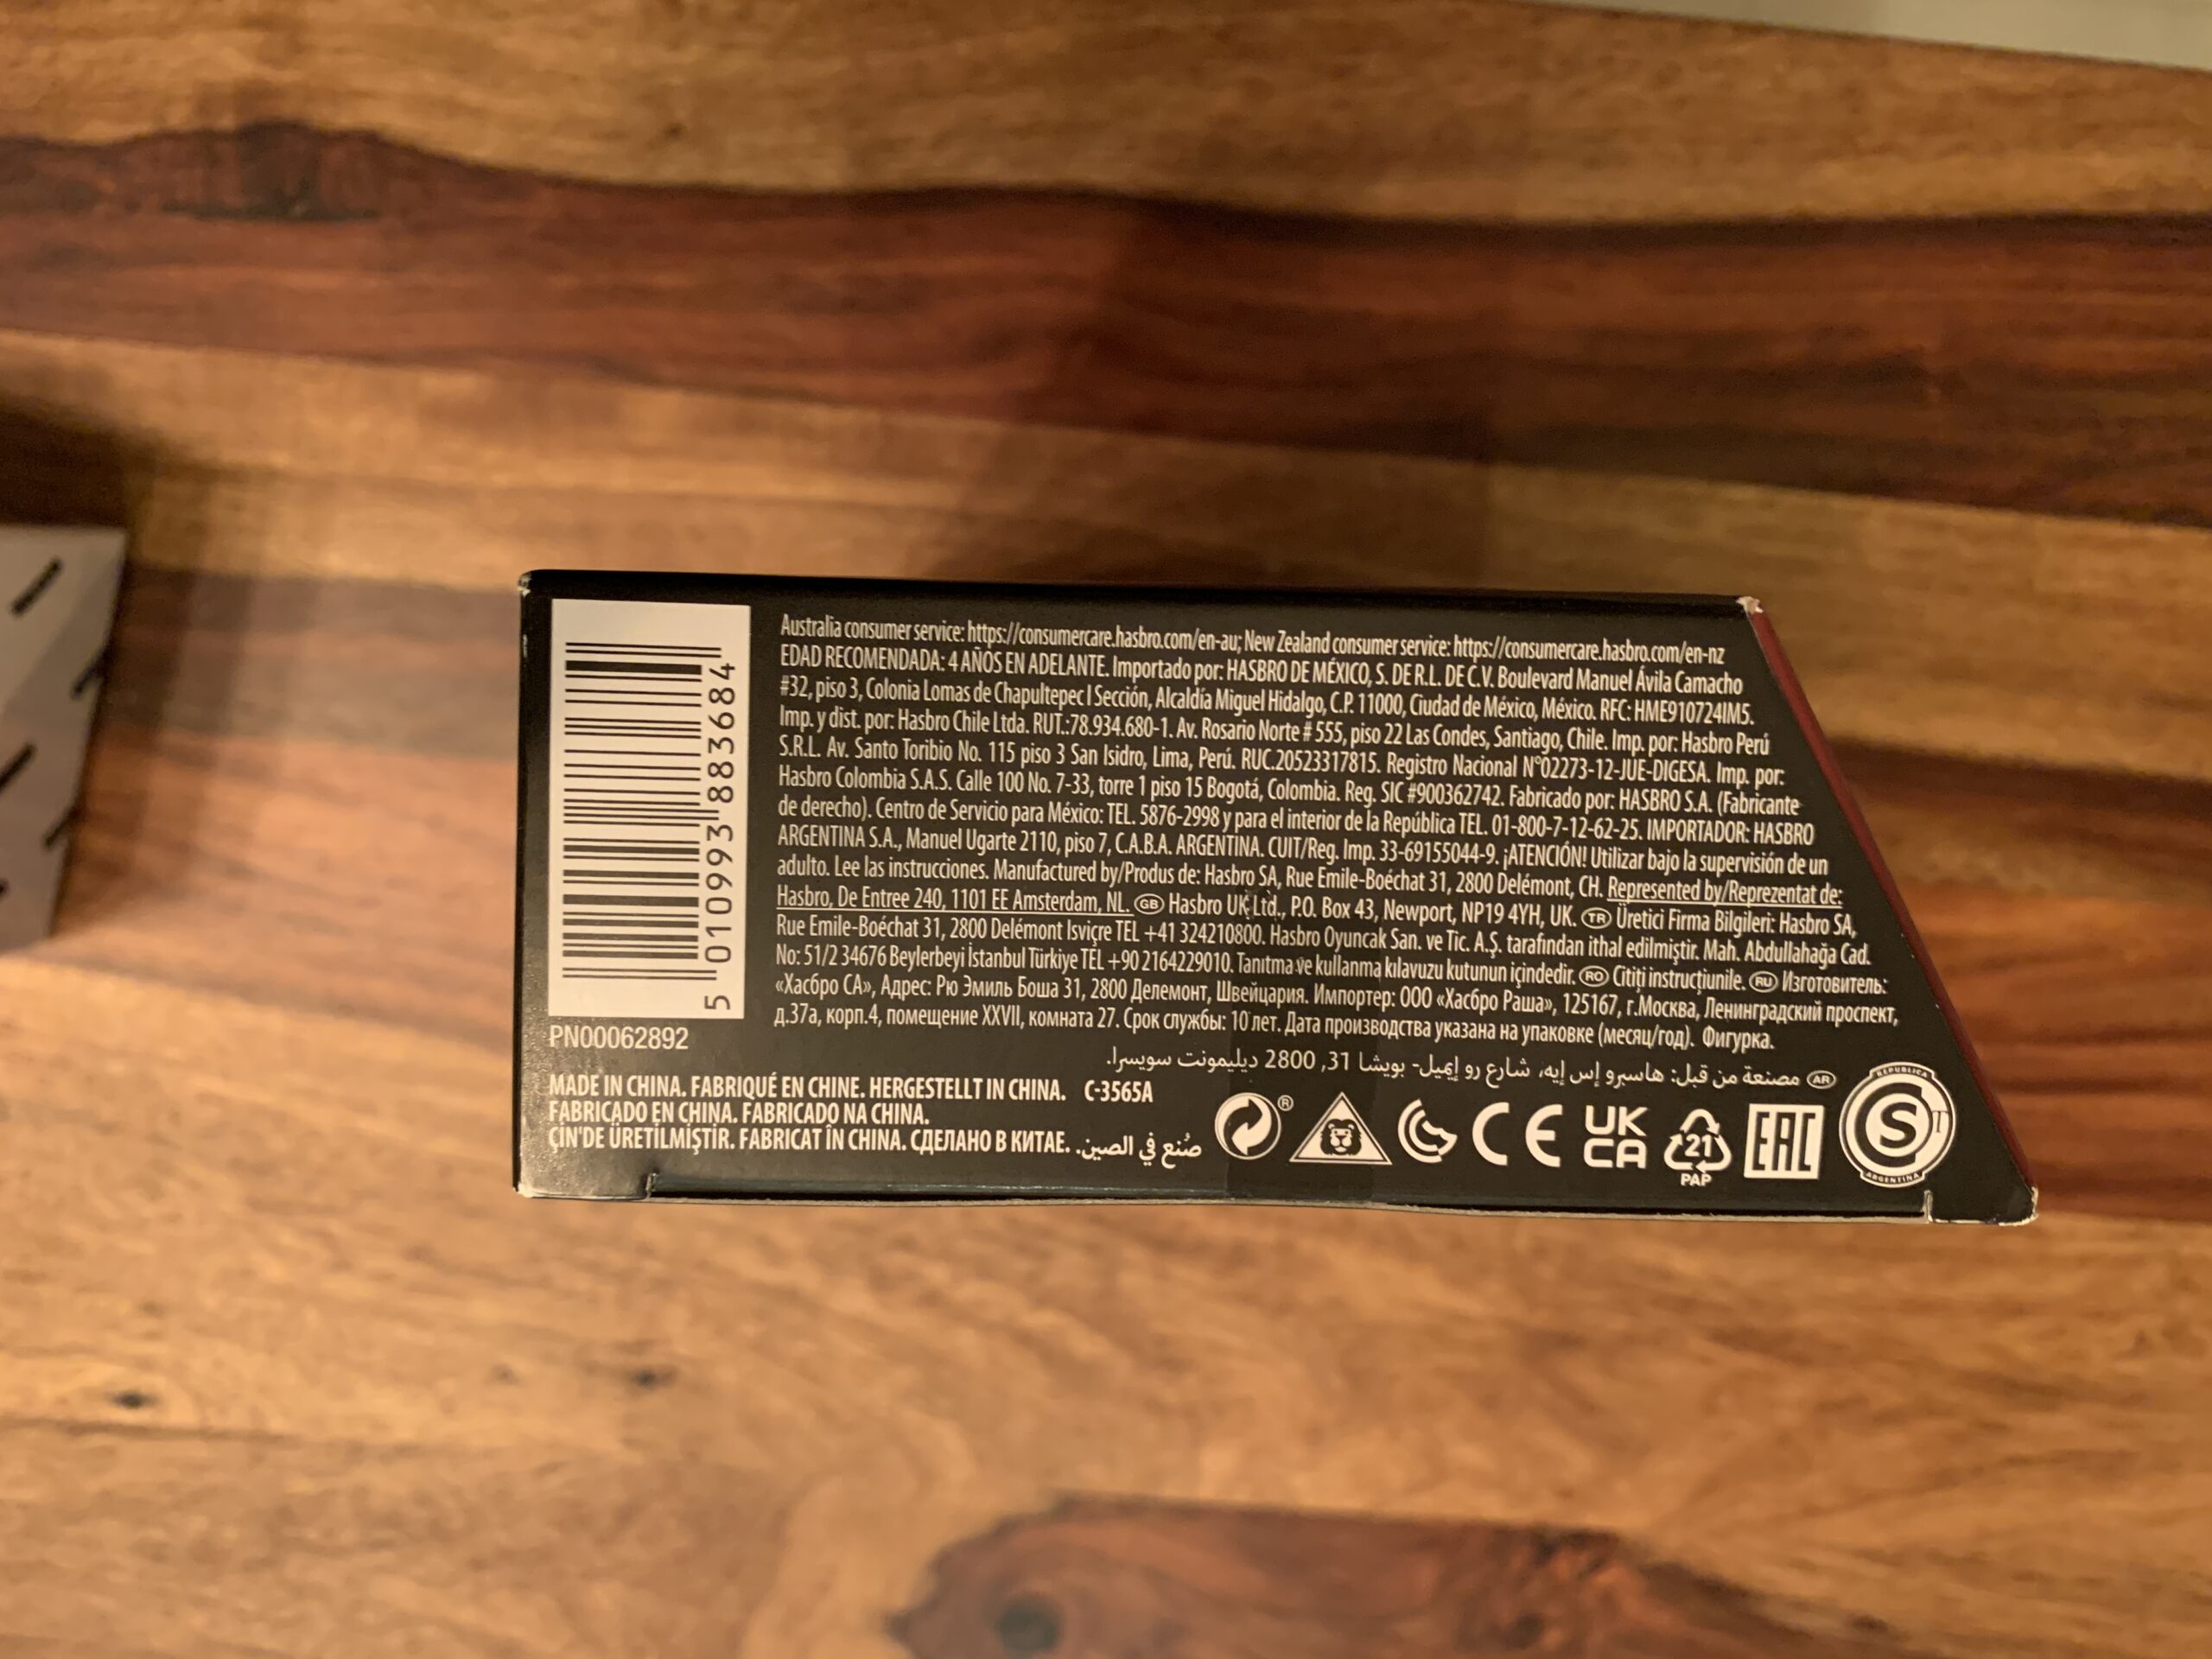 Australia consumer service: https://consumercare.hasbro.com/en-au; New Zealand consumer service: https://consumercare.hasbro.com/en-nz
EDAD RECOMENDADA: 4 AÑOS EN ADELANTE. Importado por: HASBRO DE MÉXICO, S. DE R.L. DE C.V. Boulevard Manuel Ávila Camacho
#32, piso 3, Colonia Lomas de Chapultepec I Sección, Alcaldía Miguel Hidalgo, C.P. 11000, Ciudad de México, México. RFC: HME910724IM5.
Imp. y dist. por: Hasbro Chile Ltda. RUT.:78.934.680-1. Av. Rosario Norte # 555, piso 22 Las Condes, Santiago, Chile. Imp. por: Hasbro Perú
S.R.L. Av. Santo Toribio No. 115 piso 3 San Isidro, Lima, Perú. RUC.20523317815. Registro Nacional N°02273-12-JUE-DIGESA. Imp. por:
Hasbro Colombia S.A.S. Calle 100 No. 7-33, torre 1 piso 15 Bogotá, Colombia. Reg. SIC #900362742. Fabricado por: HASBRO S.A. (Fabricante
de derecho). Centro de Servicio para México: TEL. 5876-2998 y para el interior de la República TEL. 01-800-7-12-62-25. IMPORTADOR: HASBRO
ARGENTINA S.A., Manuel Ugarte 2110, piso 7, C.A.B.A. ARGENTINA. CUIT/Reg. Imp. 33-69155044-9. ¡ATENCIÓN! Utilizar bajo la supervisión de un
adulto. Lee las instrucciones. Manufactured by/Produs de: Hasbro SA, Rue Emile-Boéchat 31, 2800 Delémont, CH. Represented by/Reprezentat de:
Hasbro, De Entree 240, 1101 EE Amsterdam, NL. GB Hasbro UK Ltd., P.O. Box 43, Newport, NP19 4YH, UK. TR Üretici Firma Bilgileri: Hasbro SA,
Rue Emile-Boéchat 31, 2800 Delémont Isviçre TEL +41 324210800. Hasbro Oyuncak San. ve Tic. A.Ş. tarafından ithal edilmiştir. Mah. Abdullahağa Cad.
No: 51/2 34676 Beylerbeyi İstanbul Türkiye TEL +90 2164229010. Tanıtma ve kullanma kılavuzu kutunun içindedir. RO Citiți instrucțiunile. RU Изготовитель:
«Хасбро СА», Адрес: Рю Эмиль Боша 31, 2800 Делемонт, Швейцария. Импортер: ООО «Хасбро Раша», 125167, г.Москва, Ленинградский проспект,
д.37а, корп.4, помещение XXVII, комната 27. Срок службы: 10 лет. Дата производства указана на упаковке (месяц/год). Фигурка.
AR مصنعة من قبل: هاسبرو إس إيه، شارع رو إيميل- بويشا 31, 2800 ديليمونت سويسرا.
5 010993 883684
PN00062892
MADE IN CHINA. FABRIQUÉ EN CHINE. HERGESTELLT IN CHINA. C-3565A
FABRICADO EN CHINA. FABRICADO NA CHINA.
ÇİN'DE ÜRETİLMİŞTİR. FABRICAT ÎN CHINA. СДЕЛАНО В КИТАЕ. صُنع في الصين.
® CE UK CA 21 PAP EAC REPUBLICA S T ARGENTINA